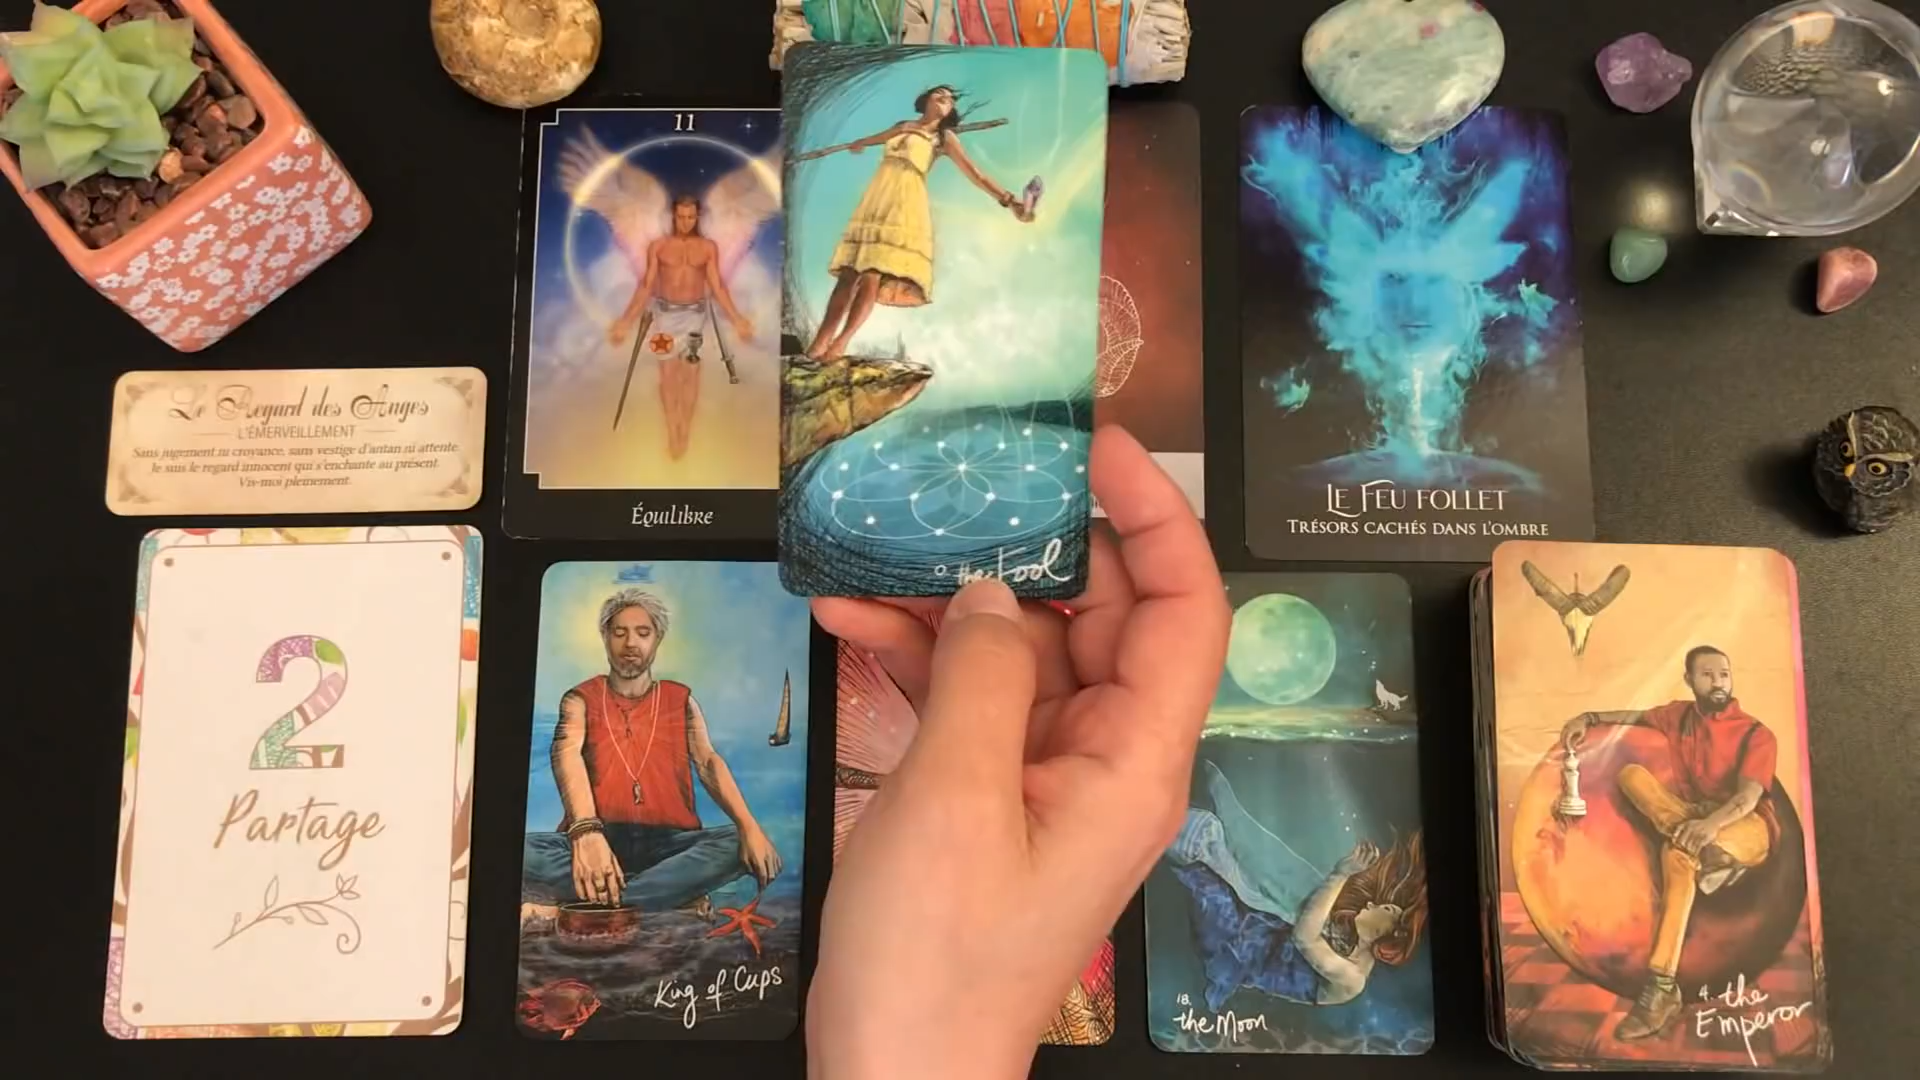 11
Équilibre
0 the Fool
LE FEU FOLLET
TRÉSORS CACHÉS DANS L'OMBRE
Le Regard des Anges
L'ÉMERVEILLEMENT
Sans jugement ni croyance, sans vestige d'antan ni attente.
Je suis le regard innocent qui s'enchante au présent.
Vis-moi pleinement.
2
Partage
King of Cups
18.
the Moon
4. the
Emperor